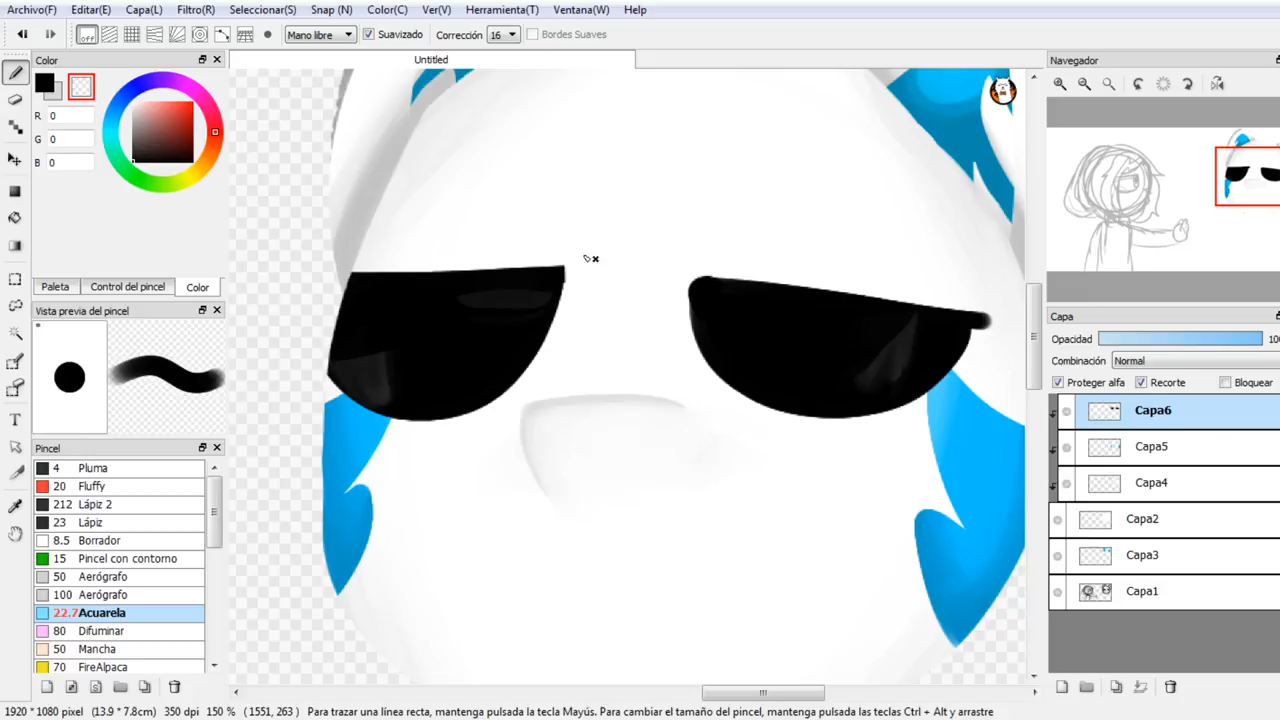 Archivo(F) Editar(E) Capa(L) Filtro(R) Seleccionar(S) Snap (N) Color(C) Ver(V) Herramienta(T) Ventana(W) Help
off Mano libre Suavizado Corrección 16 Bordes Suaves
Color
Untitled
Navegador
R 0
G 0
B 0
Paleta Control del pincel Color
Vista previa del pincel
Capa
Opacidad 100
Combinación Normal
Proteger alfa Recorte Bloquear
Capa6
Capa5
Capa4
Capa2
Capa3
Capa1
Pincel
4 Pluma
20 Fluffy
212 Lápiz 2
23 Lápiz
8.5 Borrador
15 Pincel con contorno
50 Aerógrafo
100 Aerógrafo
22.7 Acuarela
80 Difuminar
50 Mancha
70 FireAlpaca
T
1920 * 1080 pixel (13.9 * 7.8cm) 350 dpi 150 % ( 1551, 263 ) Para trazar una línea recta, mantenga pulsada la tecla Mayús. Para cambiar el tamaño del pincel, mantenga pulsadas las teclas Ctrl + Alt y arrastre